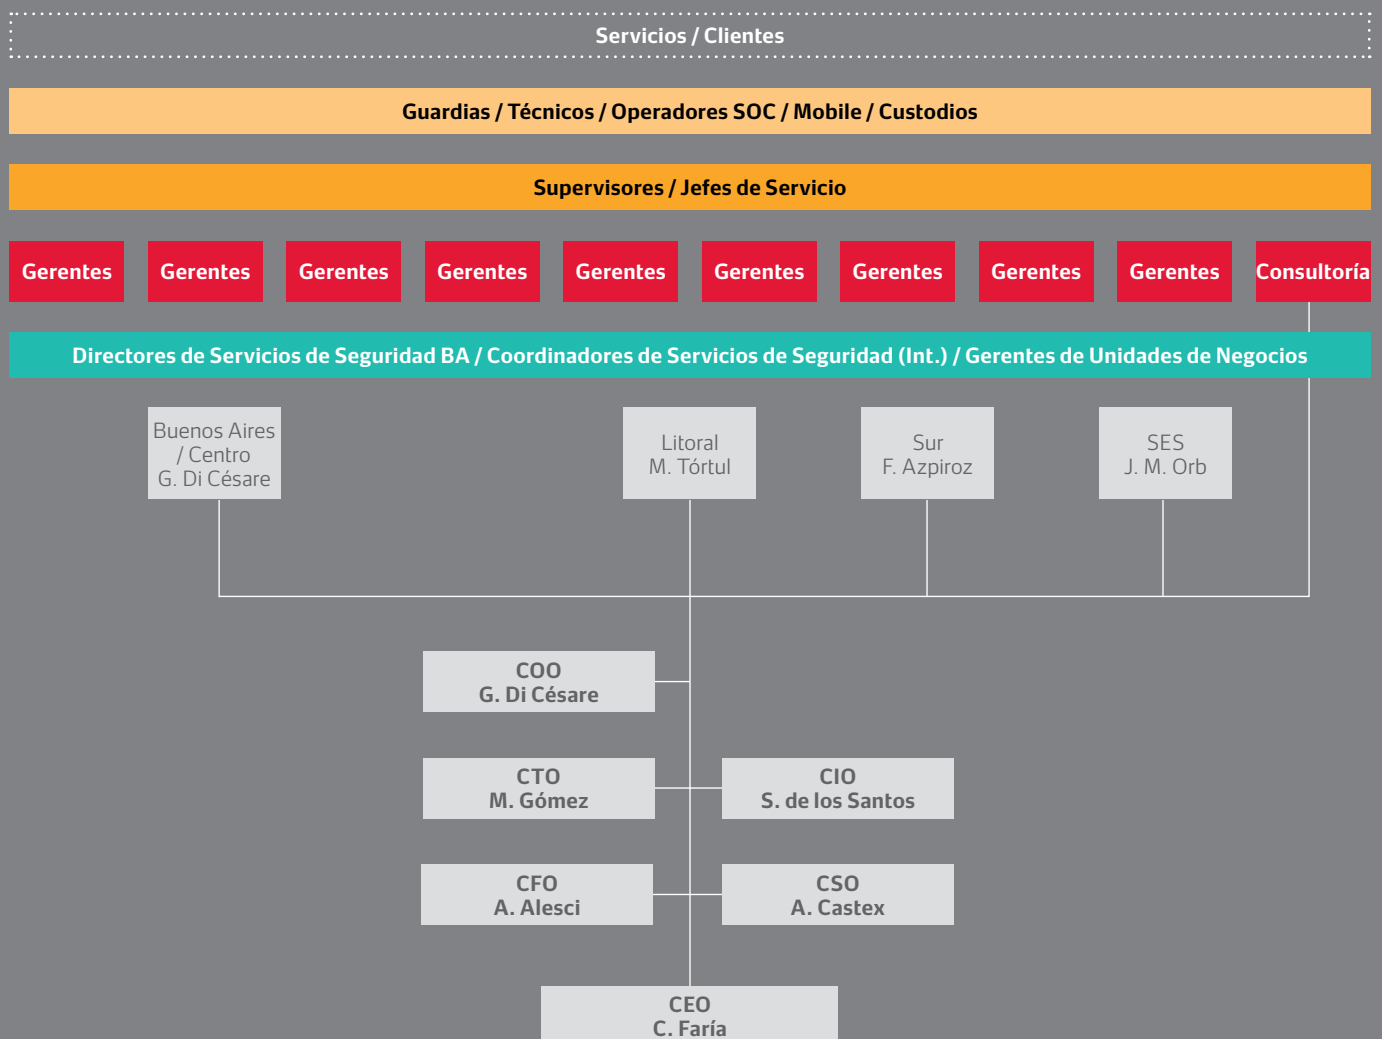 Servicios / Clientes
Guardias / Técnicos / Operadores SOC / Mobile / Custodios
Supervisores / Jefes de Servicio
Gerentes
Gerentes
Gerentes
Gerentes
Gerentes
Gerentes
Gerentes
Gerentes
Gerentes
Consultoría
Directores de Servicios de Seguridad BA / Coordinadores de Servicios de Seguridad (Int.) / Gerentes de Unidades de Negocios
Buenos Aires
/ Centro
G. Di Césare
Litoral
M. Tórtul
Sur
F. Azpiroz
SES
J. M. Orb
COO
G. Di Césare
CTO
M. Gómez
CIO
S. de los Santos
CFO
A. Alesci
CSO
A. Castex
CEO
C. Faría